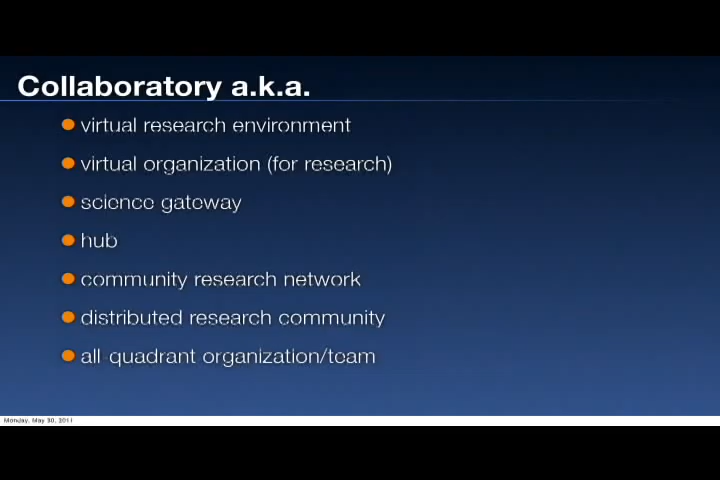 Collaboratory a.k.a.
virtual research environment
virtual organization (for research)
science gateway
hub
community research network
distributed research community
all-quadrant organization/team
Monday, May 30, 2011